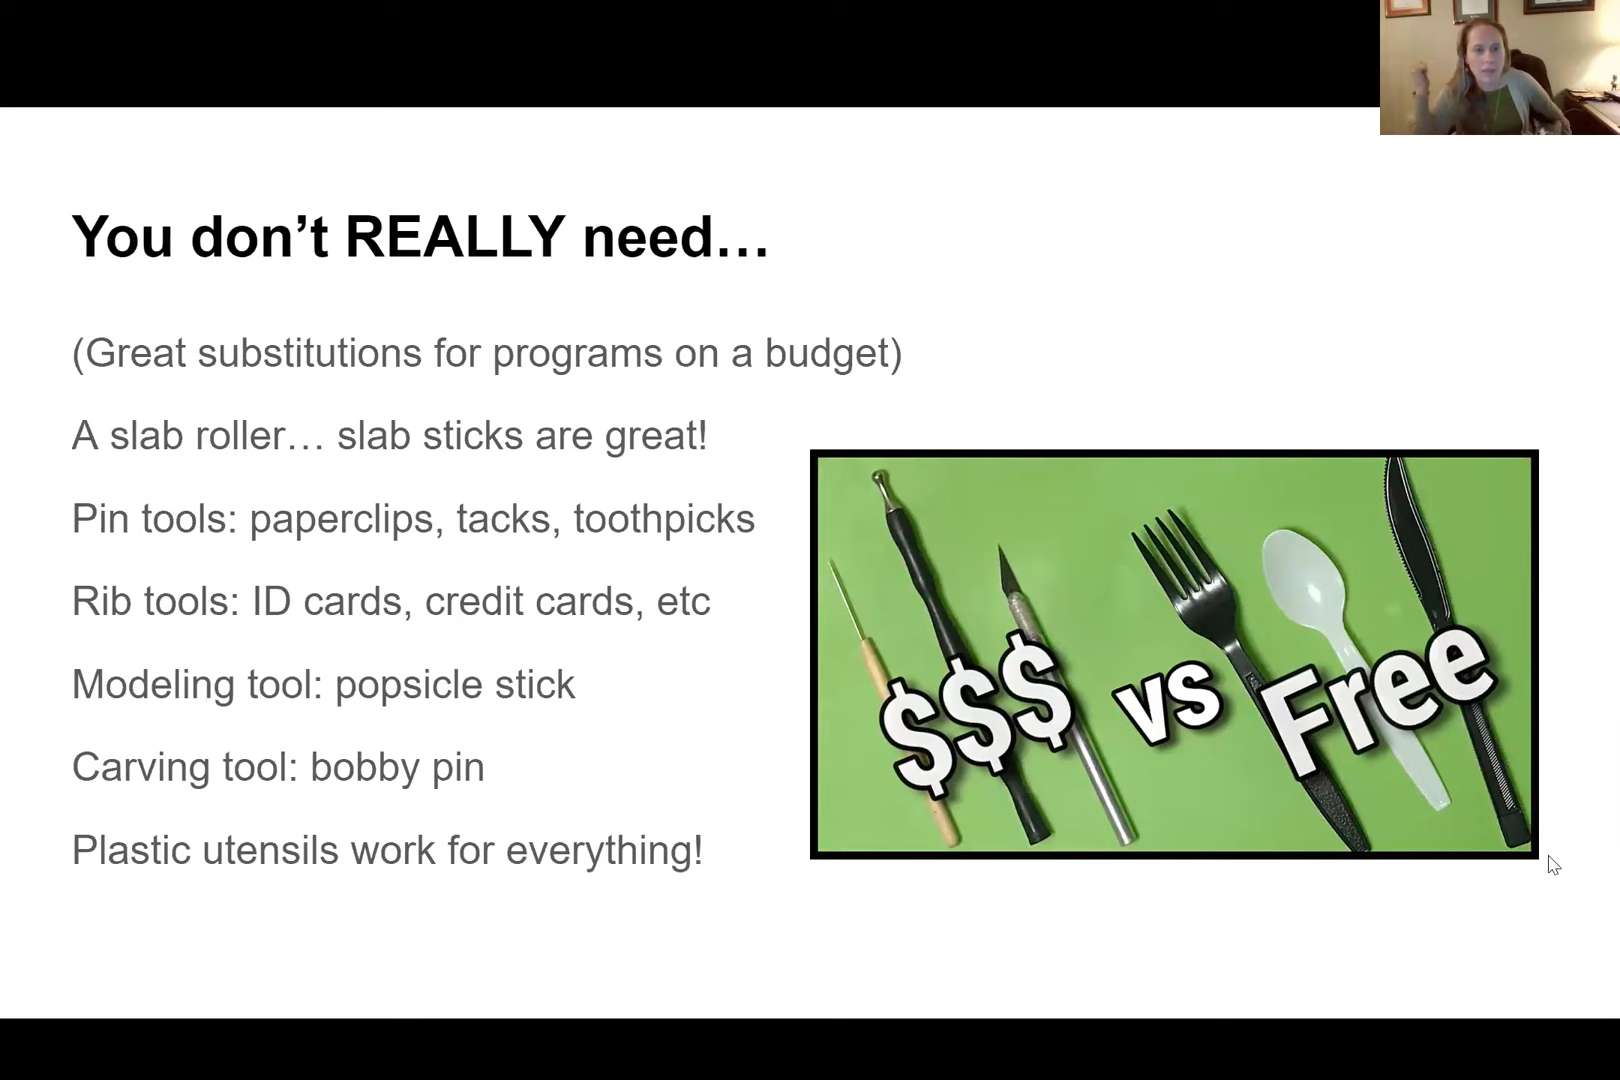 You don’t REALLY need…
(Great substitutions for programs on a budget)
A slab roller… slab sticks are great!
Pin tools: paperclips, tacks, toothpicks
Rib tools: ID cards, credit cards, etc
Modeling tool: popsicle stick
Carving tool: bobby pin
Plastic utensils work for everything!
$$$ vs Free